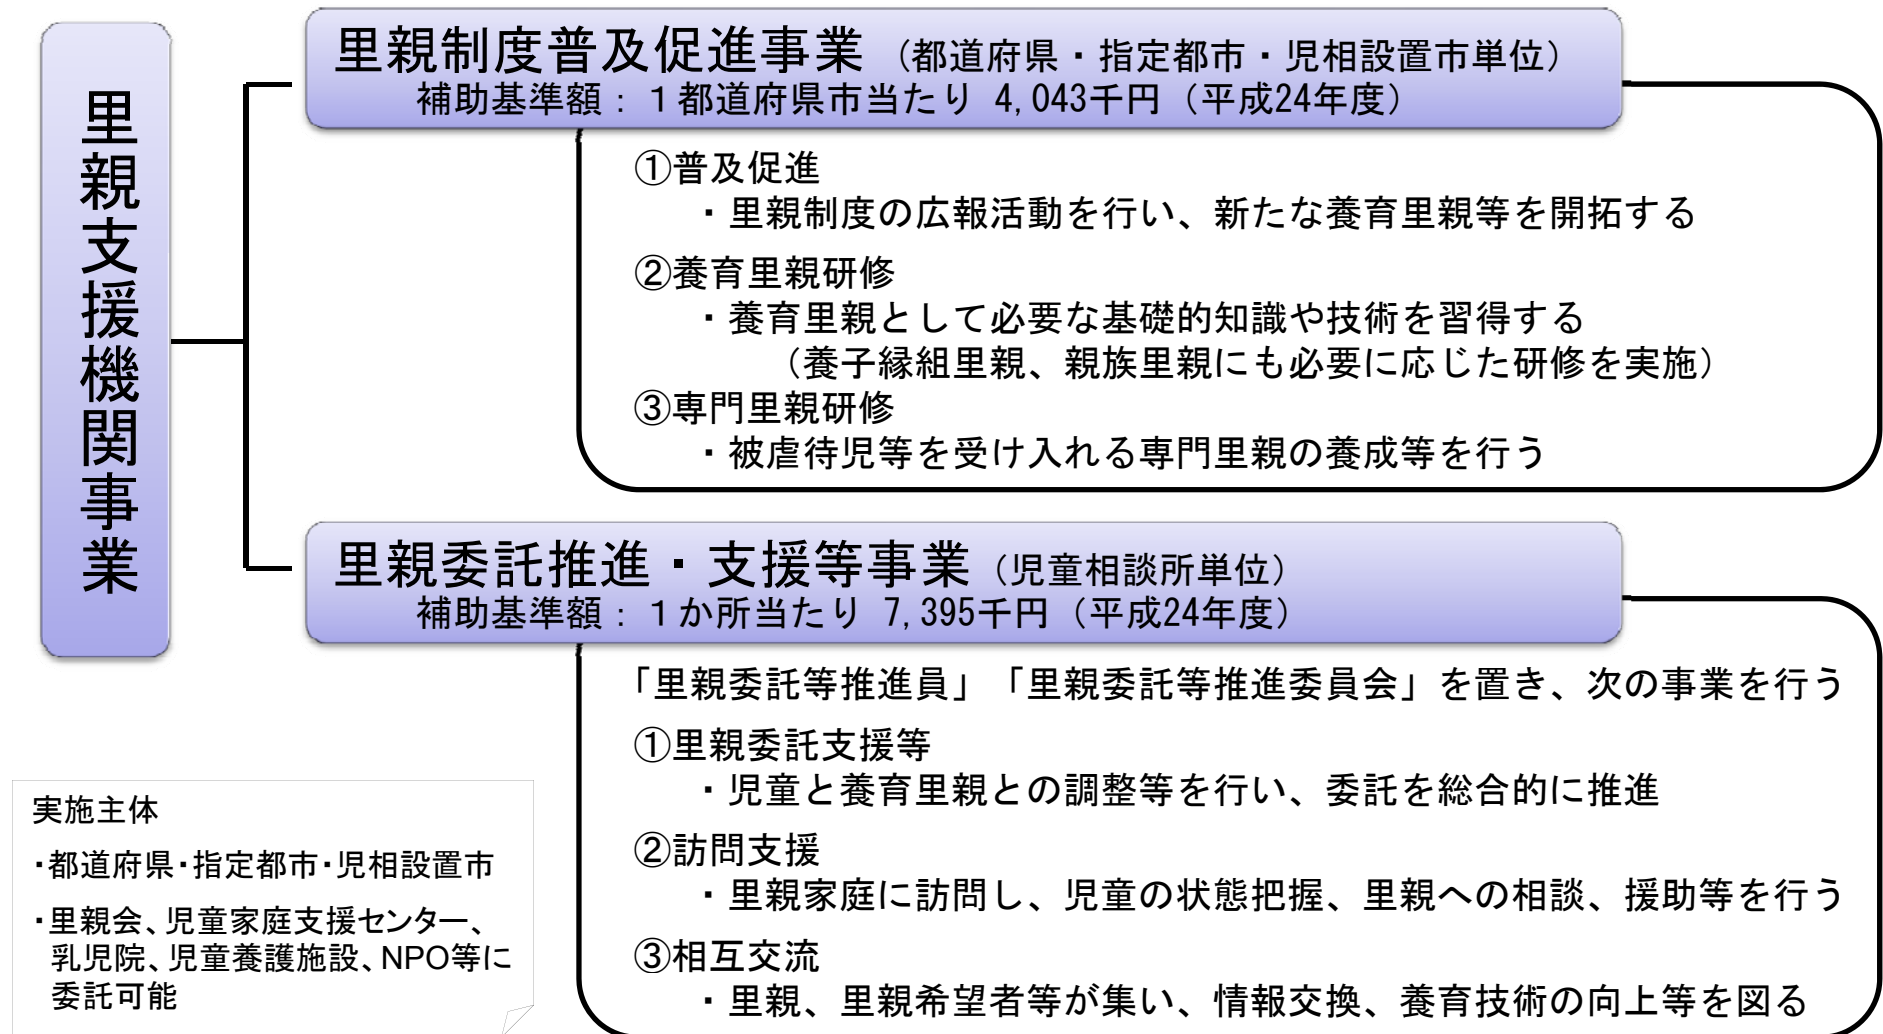 里親支援機関事業
里親制度普及促進事業（都道府県・指定都市・児相設置市単位）
補助基準額：１都道府県市当たり 4,043千円（平成24年度）
①普及促進
・里親制度の広報活動を行い、新たな養育里親等を開拓する
②養育里親研修
・養育里親として必要な基礎的知識や技術を習得する
（養子縁組里親、親族里親にも必要に応じた研修を実施）
③専門里親研修
・被虐待児等を受け入れる専門里親の養成等を行う
里親委託推進・支援等事業（児童相談所単位）
補助基準額：１か所当たり 7,395千円（平成24年度）
「里親委託等推進員」「里親委託等推進委員会」を置き、次の事業を行う
①里親委託支援等
・児童と養育里親との調整等を行い、委託を総合的に推進
②訪問支援
・里親家庭に訪問し、児童の状態把握、里親への相談、援助等を行う
③相互交流
・里親、里親希望者等が集い、情報交換、養育技術の向上等を図る
実施主体
・都道府県・指定都市・児相設置市
・里親会、児童家庭支援センター、
乳児院、児童養護施設、NPO等に
委託可能